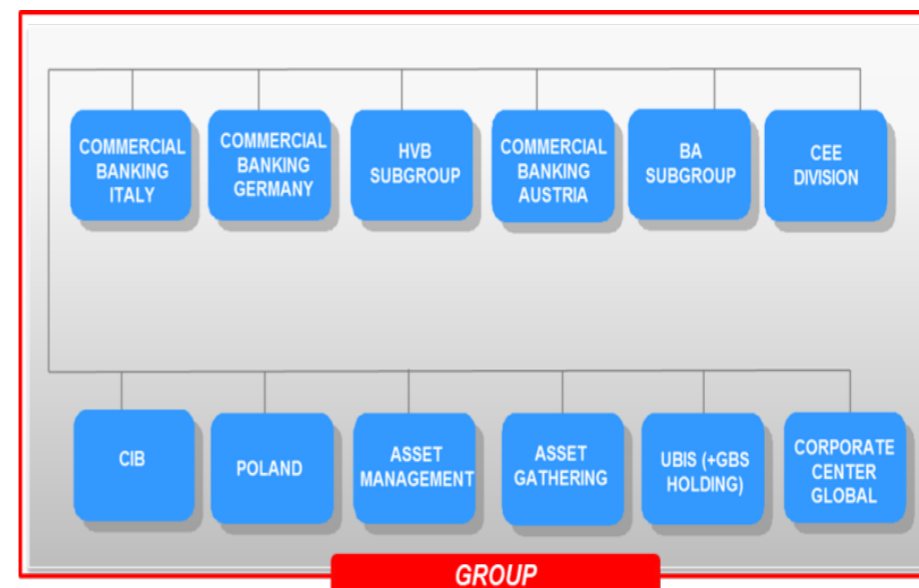 COMMERCIAL
BANKING
ITALY
COMMERCIAL
BANKING
GERMANY
HVB
SUBGROUP
COMMERCIAL
BANKING
AUSTRIA
BA
SUBGROUP
CEE
DIVISION
CIB
POLAND
ASSET
MANAGEMENT
ASSET
GATHERING
UBIS (+GBS
HOLDING)
CORPORATE
CENTER
GLOBAL
GROUP